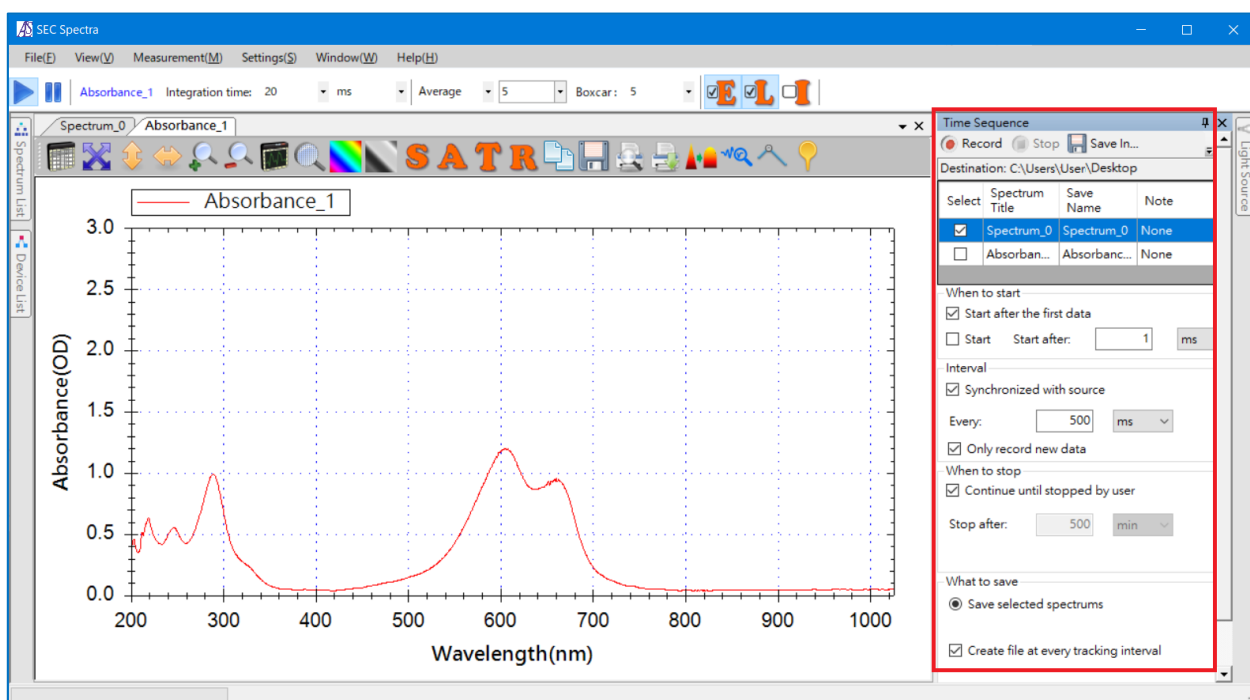 SEC Spectra
File(F) View(V) Measurement(M) Settings(S) Window(W) Help(H)
Absorbance_1 Integration time: 20 ms Average 5 Boxcar: 5 E L I
Spectrum_0 Absorbance_1
S A T R
Spectrum List
Device List
Absorbance_1
3.0
2.5
2.0
1.5
1.0
0.5
0.0
Absorbance(OD)
200 300 400 500 600 700 800 900 1000
Wavelength(nm)
Time Sequence
Record Stop Save In...
Destination: C:\Users\User\Desktop
Select Spectrum Title Save Name Note
Spectrum_0 Spectrum_0 None
Absorban... Absorbanc... None
When to start
Start after the first data
Start Start after: 1 ms
Interval
Synchronized with source
Every: 500 ms
Only record new data
When to stop
Continue until stopped by user
Stop after: 500 min
What to save
Save selected spectrums
Create file at every tracking interval
Light Source